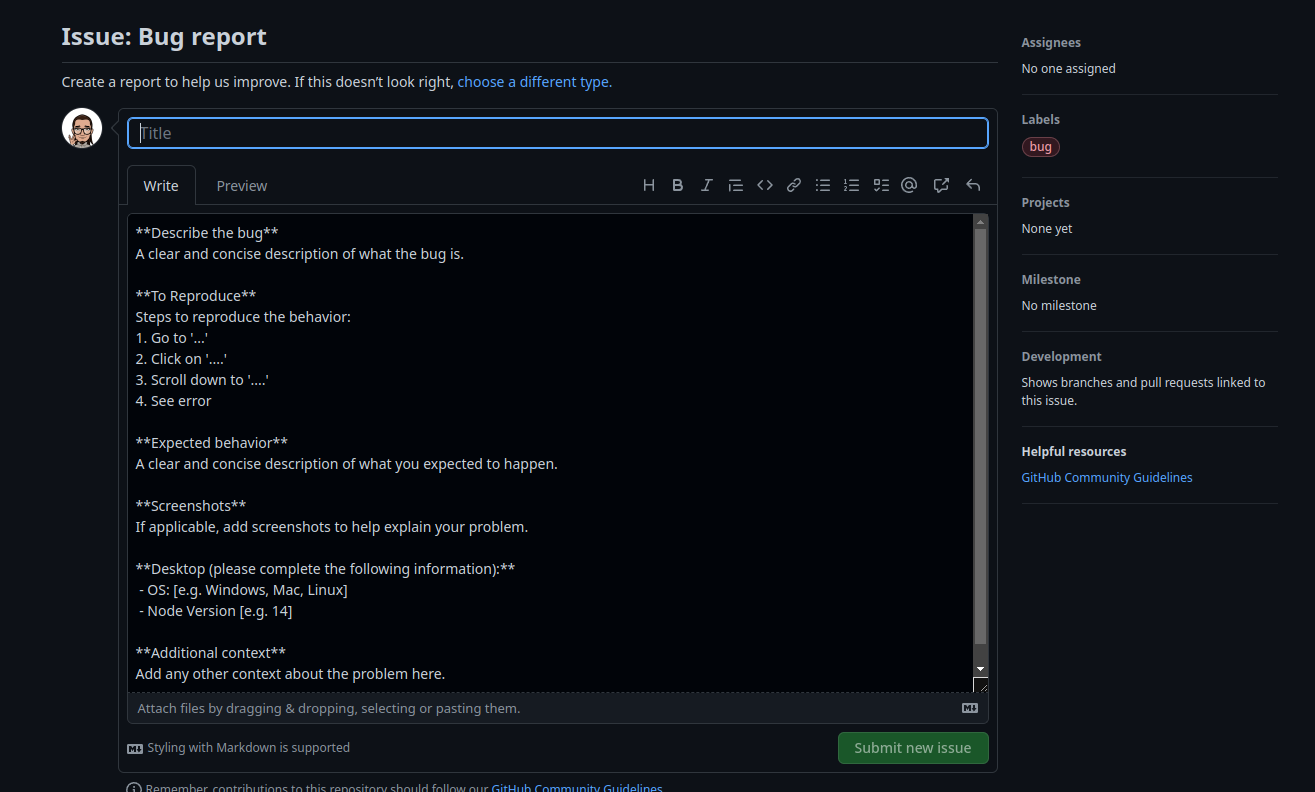 Issue: Bug report
Create a report to help us improve. If this doesn’t look right, choose a different type.
Title
Write Preview
**Describe the bug**
A clear and concise description of what the bug is.
**To Reproduce**
Steps to reproduce the behavior:
1. Go to '...'
2. Click on '....'
3. Scroll down to '....'
4. See error
**Expected behavior**
A clear and concise description of what you expected to happen.
**Screenshots**
If applicable, add screenshots to help explain your problem.
**Desktop (please complete the following information):**
- OS: [e.g. Windows, Mac, Linux]
- Node Version [e.g. 14]
**Additional context**
Add any other context about the problem here.
Attach files by dragging & dropping, selecting or pasting them.
Styling with Markdown is supported
Submit new issue
Remember, contributions to this repository should follow our GitHub Community Guidelines.
Assignees
No one assigned
Labels
bug
Projects
None yet
Milestone
No milestone
Development
Shows branches and pull requests linked to
this issue.
Helpful resources
GitHub Community Guidelines